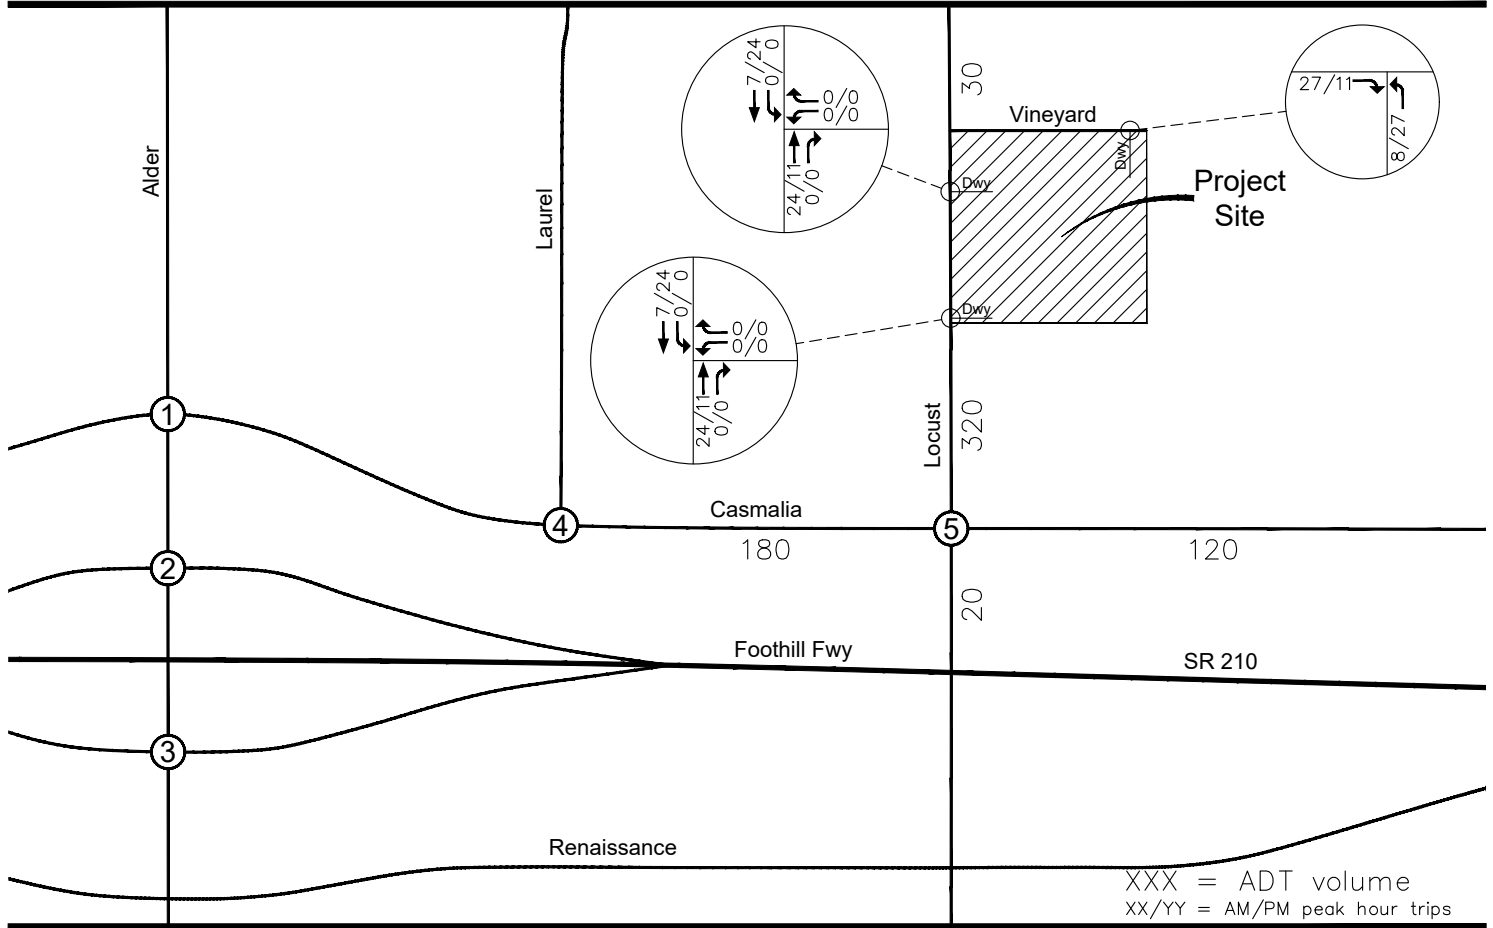 7/24
0/0
0/0
0/0
24/11
0/0
30
Vineyard
27/11
8/27
Dwy
Dwy
Project
Site
Alder
Laurel
7/24
0/0
0/0
0/0
24/11
0/0
Dwy
Locust
320
1
4
Casmalia
5
180
120
2
20
Foothill Fwy
SR 210
3
Renaissance
XXX = ADT volume
XX/YY = AM/PM peak hour trips